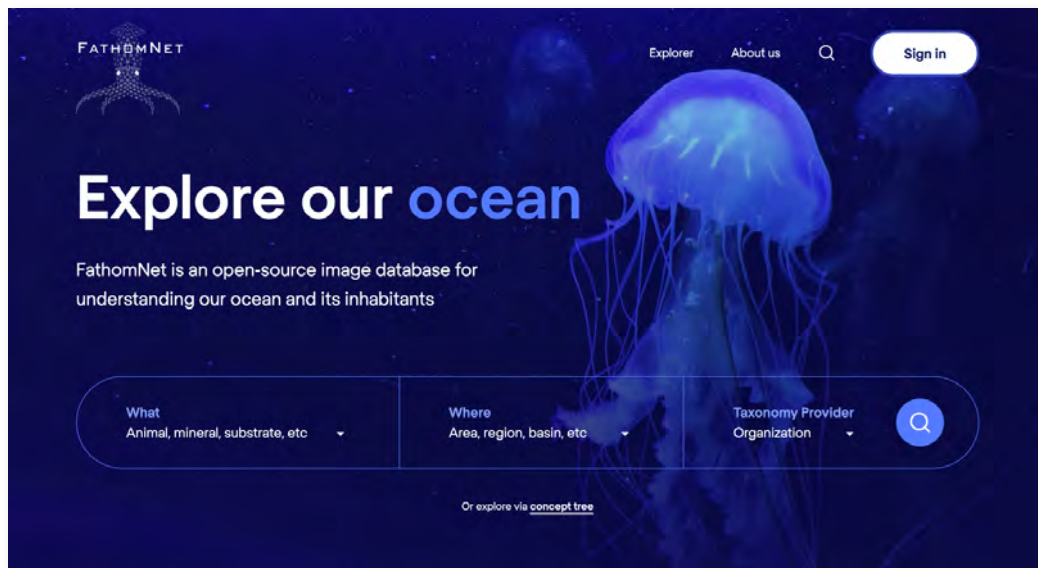 FATHOMNET
Explorer
About us
Sign in
Explore our ocean
FathomNet is an open-source image database for
understanding our ocean and its inhabitants
What
Animal, mineral, substrate, etc
Where
Area, region, basin, etc
Taxonomy Provider
Organization
Or explore via concept tree